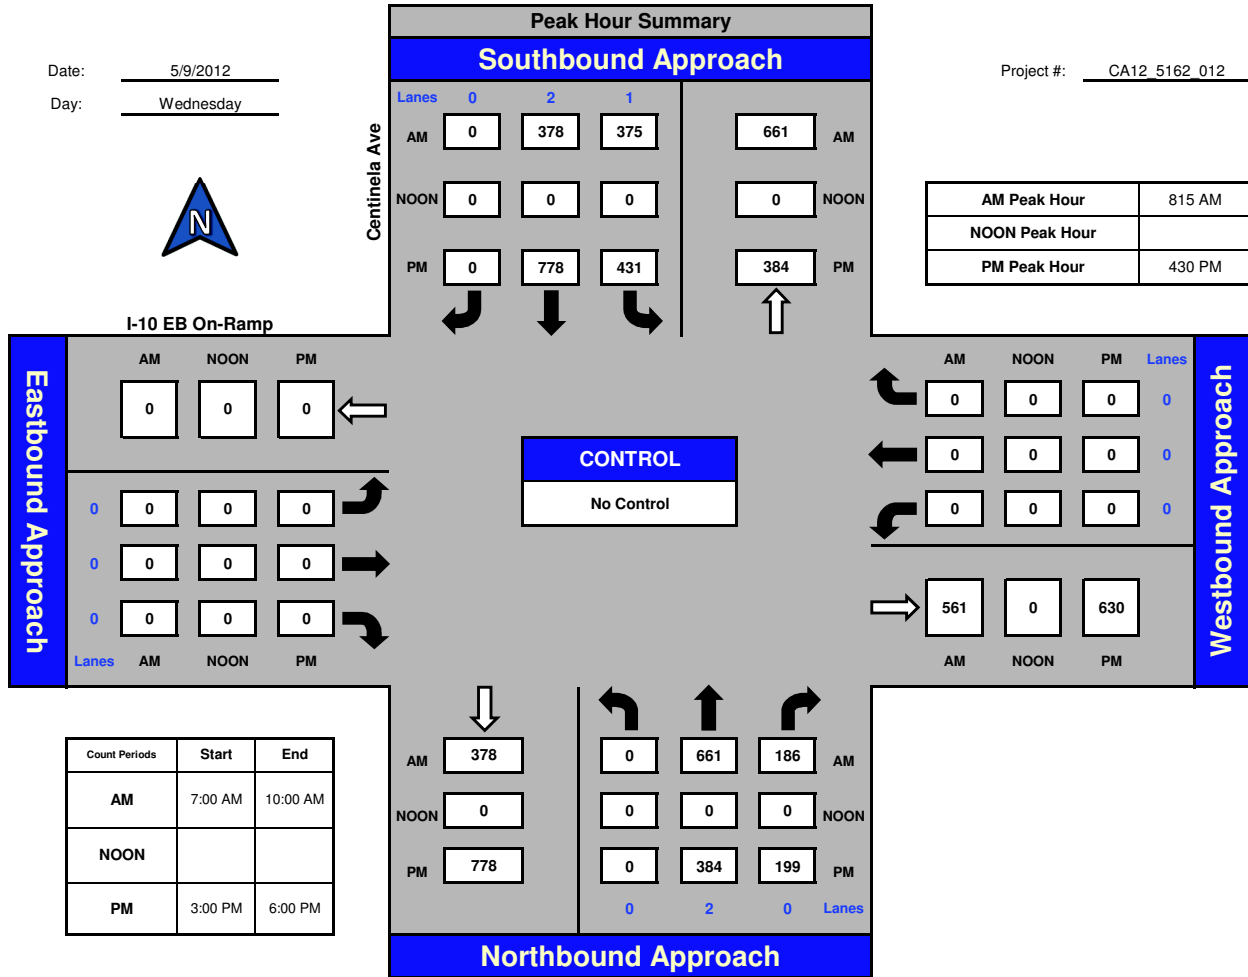 Peak Hour Summary
Southbound Approach
Date: 5/9/2012
Project #: CA12_5162_012
Day: Wednesday
Centinela Ave
Lanes 0 2 1
AM 0 378 375 661 AM
NOON 0 0 0 0 NOON
PM 0 778 431 384 PM
N
AM Peak Hour 815 AM
NOON Peak Hour
PM Peak Hour 430 PM
I-10 EB On-Ramp
Eastbound Approach
AM NOON PM
0 0 0
0 0 0 0
0 0 0 0
0 0 0 0
Lanes AM NOON PM
CONTROL
No Control
AM NOON PM Lanes
0 0 0 0
0 0 0 0
0 0 0 0
561 0 630
AM NOON PM
Westbound Approach
Count Periods Start End
AM 7:00 AM 10:00 AM
NOON
PM 3:00 PM 6:00 PM
AM 378 0 661 186 AM
NOON 0 0 0 0 NOON
PM 778 0 384 199 PM
0 2 0 Lanes
Northbound Approach